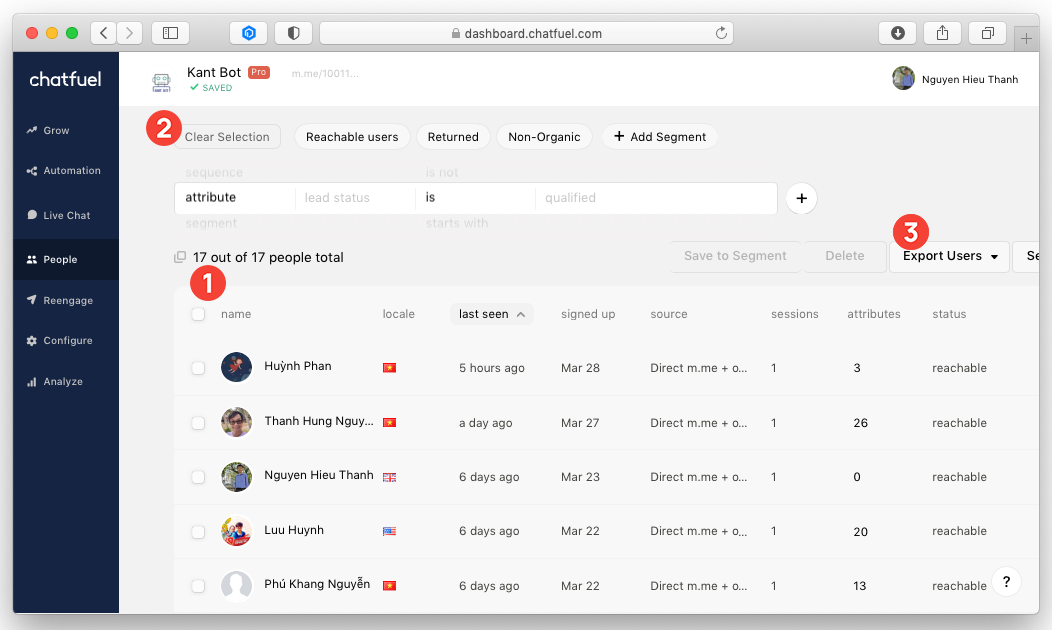 dashboard.chatfuel.com
chatfuel
Kant Bot Pro m.me/10011...
SAVED
Nguyen Hieu Thanh
Grow
Automation
Live Chat
People
Reengage
Configure
Analyze
2
Clear Selection Reachable users Returned Non-Organic + Add Segment
sequence is not
attribute lead status is qualified +
segment starts with
3
17 out of 17 people total Save to Segment Delete Export Users Se
1
name locale last seen signed up source sessions attributes status
Huỳnh Phan 5 hours ago Mar 28 Direct m.me + o... 1 3 reachable
Thanh Hung Nguy... a day ago Mar 27 Direct m.me + o... 1 26 reachable
Nguyen Hieu Thanh 6 days ago Mar 23 Direct m.me + o... 1 0 reachable
Luu Huynh 6 days ago Mar 22 Direct m.me + o... 1 20 reachable
Phú Khang Nguyễn 6 days ago Mar 22 Direct m.me + o... 1 13 reachable
?